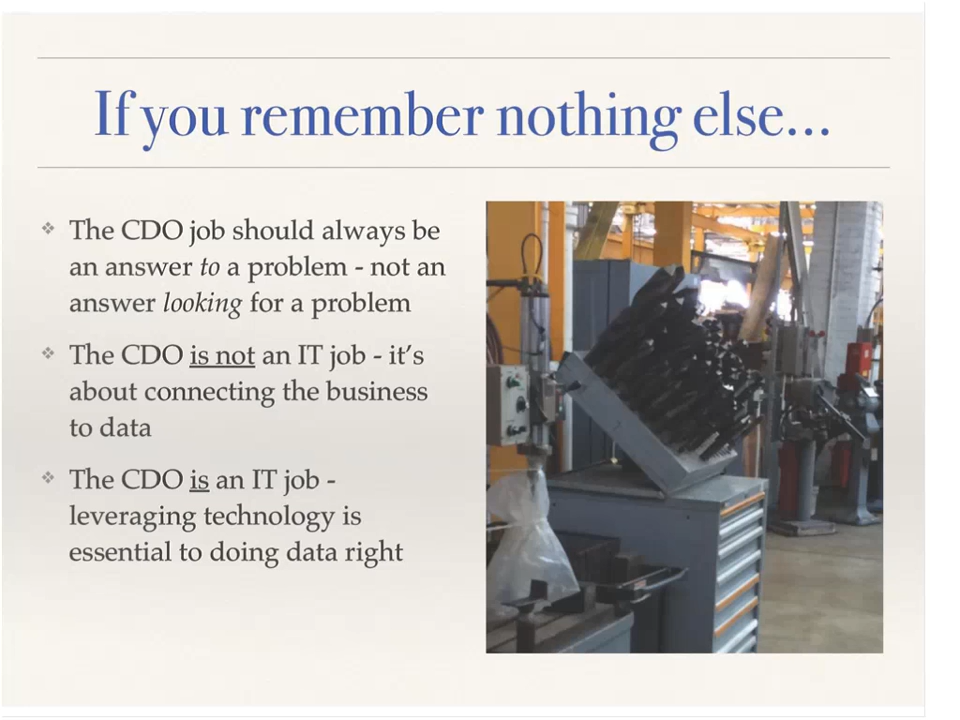 If you remember nothing else...
The CDO job should always be
an answer to a problem - not an
answer looking for a problem
The CDO is not an IT job - it's
about connecting the business
to data
The CDO is an IT job -
leveraging technology is
essential to doing data right